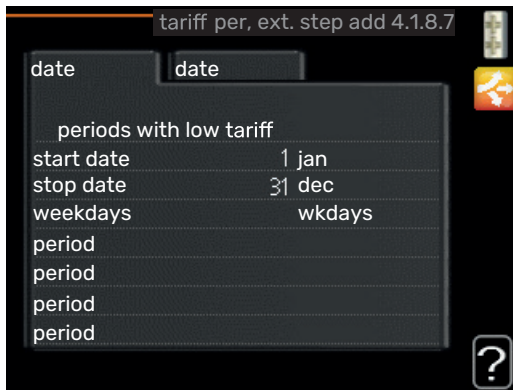 tariff per, ext. step add 4.1.8.7
date date
periods with low tariff
start date 1 jan
stop date 31 dec
weekdays wkdays
period
period
period
period
?